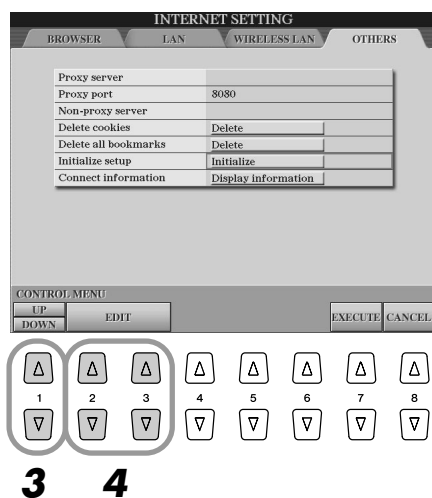 INTERNET SETTING
BROWSER LAN WIRELESS LAN OTHERS
Proxy server
Proxy port 8080
Non-proxy server
Delete cookies Delete
Delete all bookmarks Delete
Initialize setup Initialize
Connect information Display information
CONTROL MENU
UP
DOWN
EDIT EXECUTE CANCEL
1 2 3 4 5 6 7 8
3 4